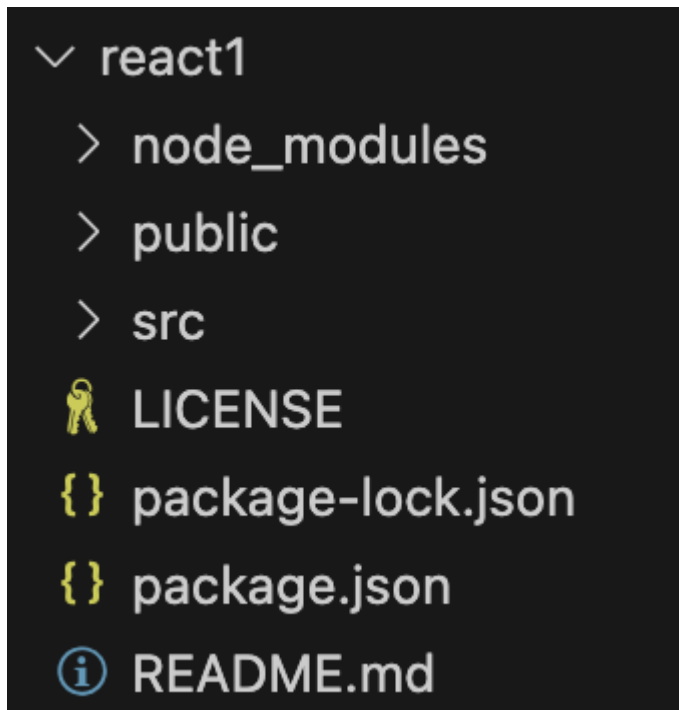 react1
node_modules
public
src
LICENSE
{} package-lock.json
{} package.json
README.md